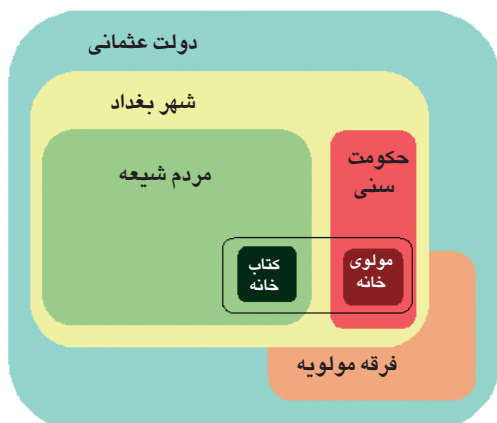 دولت عثمانی
شهر بغداد
حکومت
سنی
مردم شیعه
مولوی
خانه
کتاب
خانه
فرقه مولویه